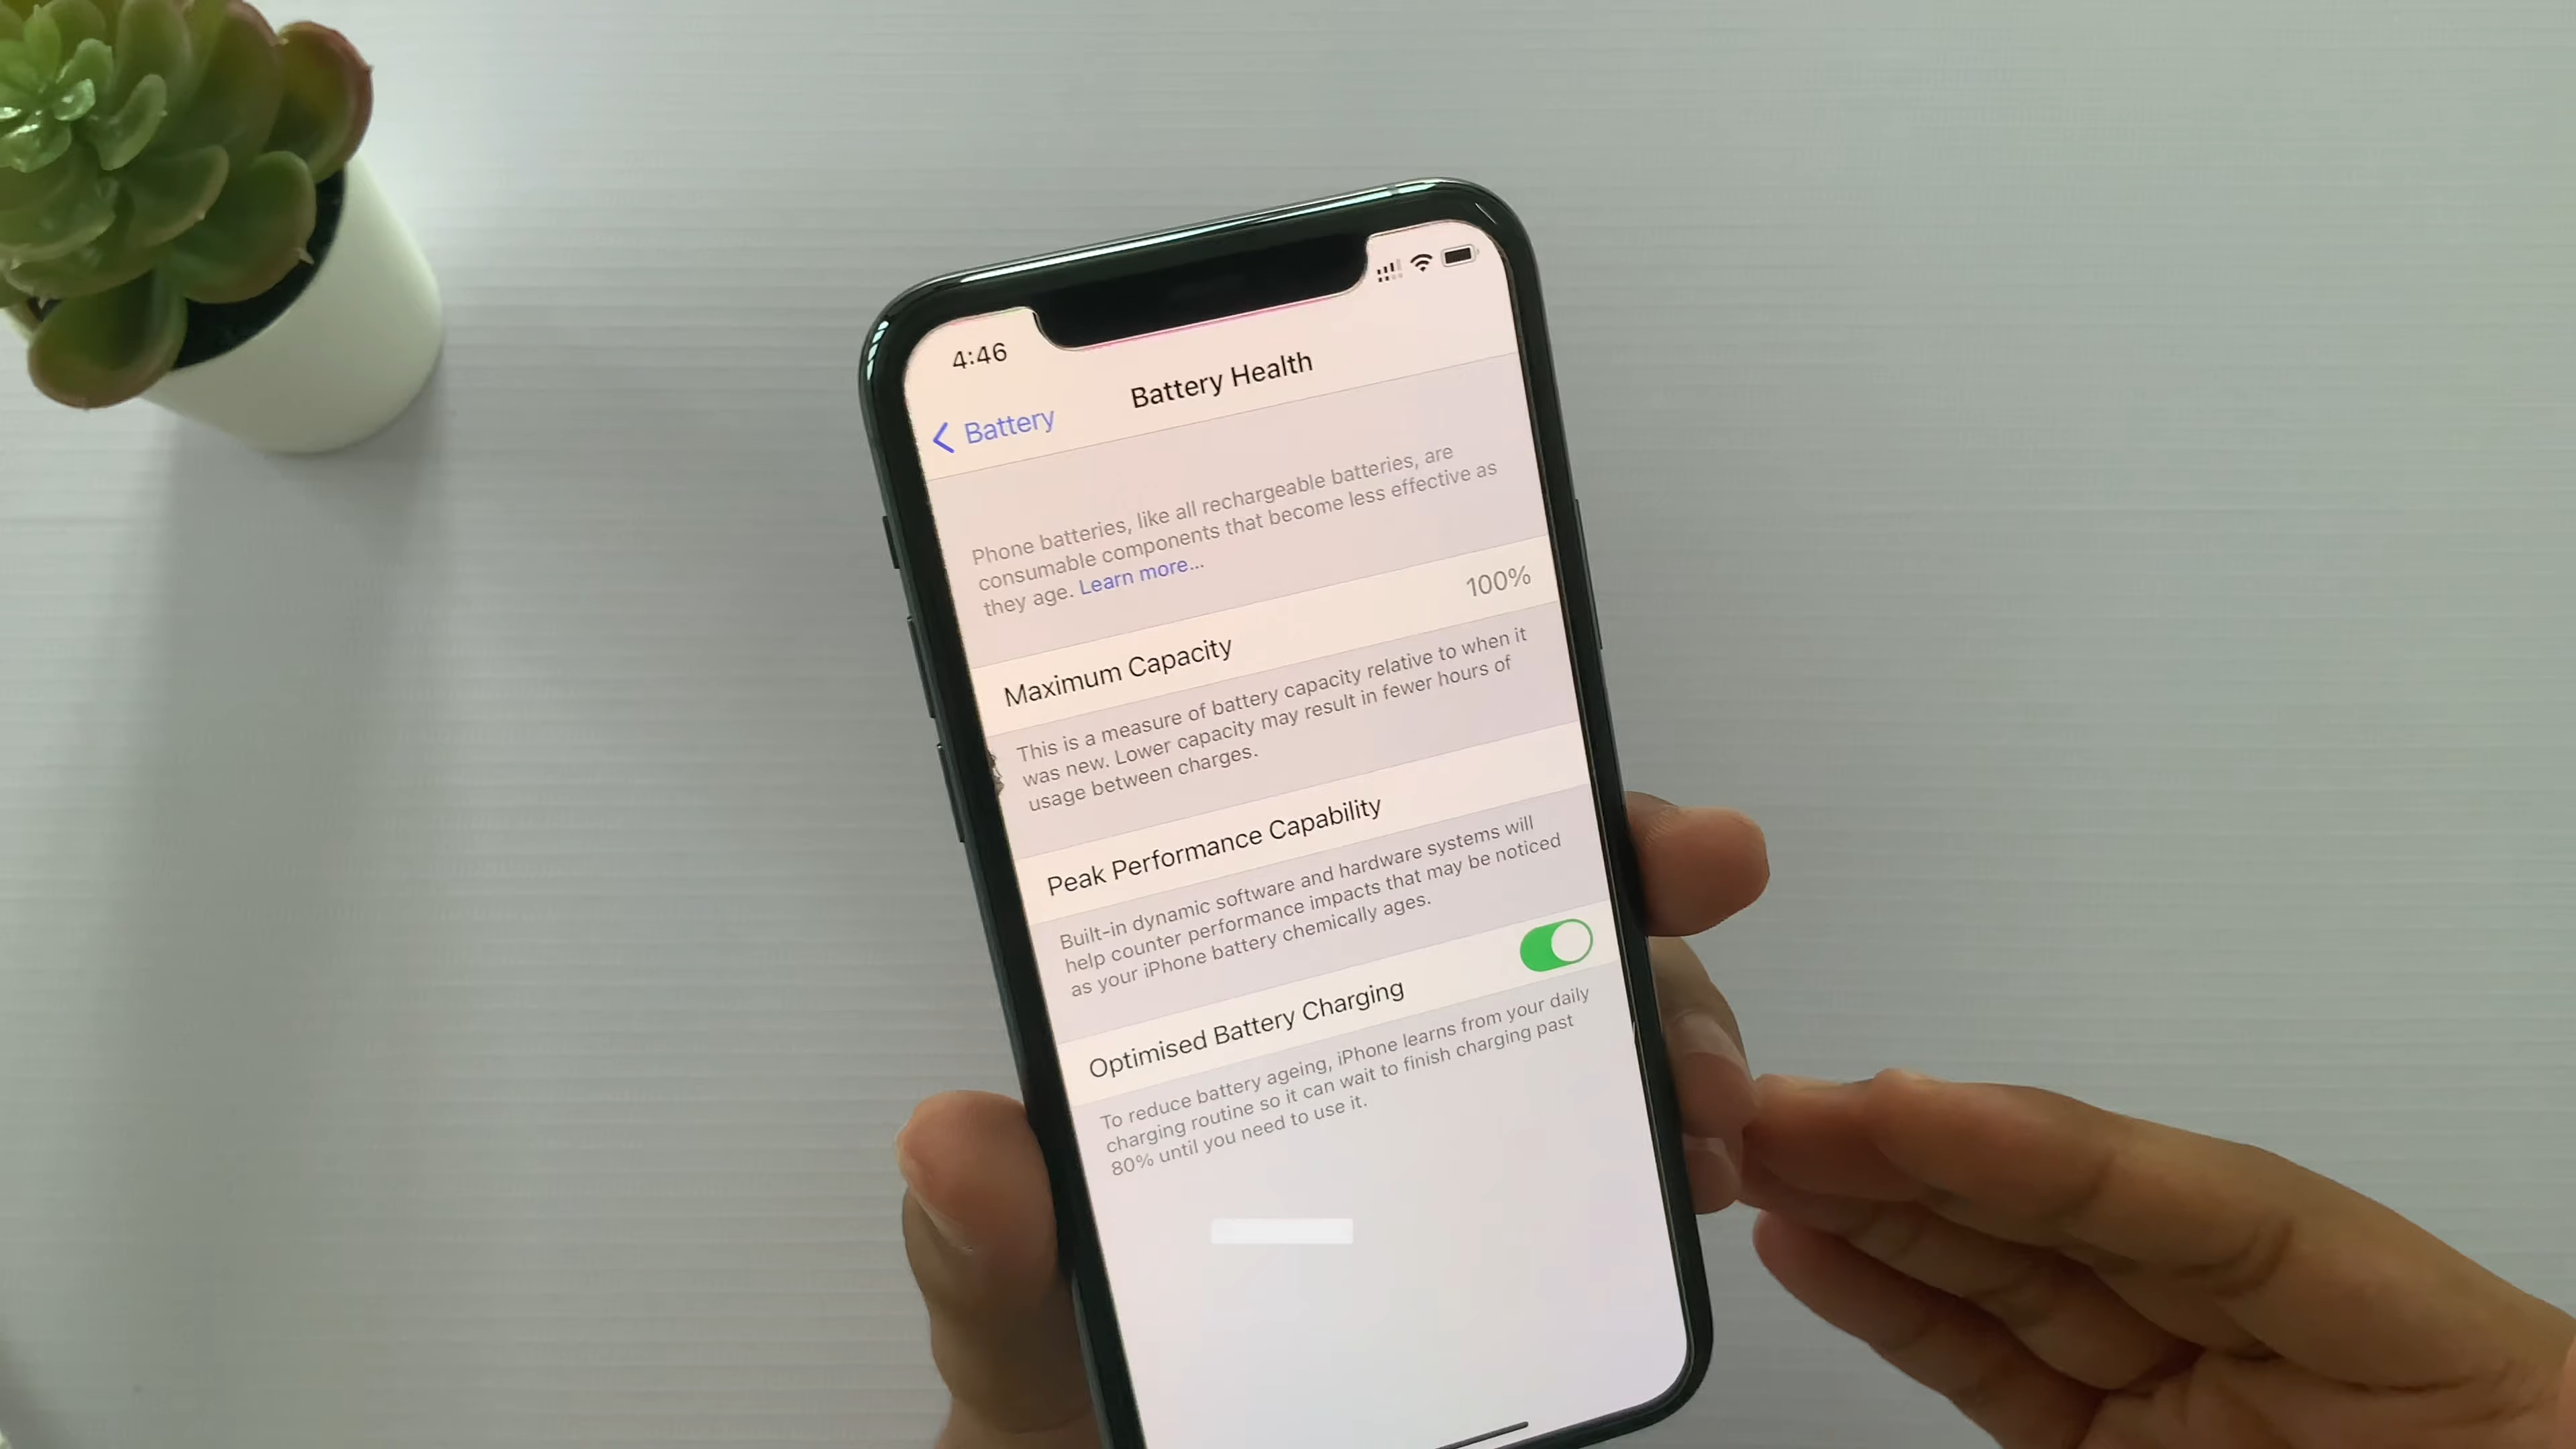 4:46
Battery
Battery Health
Phone batteries, like all rechargeable batteries, are
consumable components that become less effective as
they age. Learn more...
Maximum Capacity 100%
This is a measure of battery capacity relative to when it
was new. Lower capacity may result in fewer hours of
usage between charges.
Peak Performance Capability
Built-in dynamic software and hardware systems will
help counter performance impacts that may be noticed
as your iPhone battery chemically ages.
Optimised Battery Charging
To reduce battery ageing, iPhone learns from your daily
charging routine so it can wait to finish charging past
80% until you need to use it.